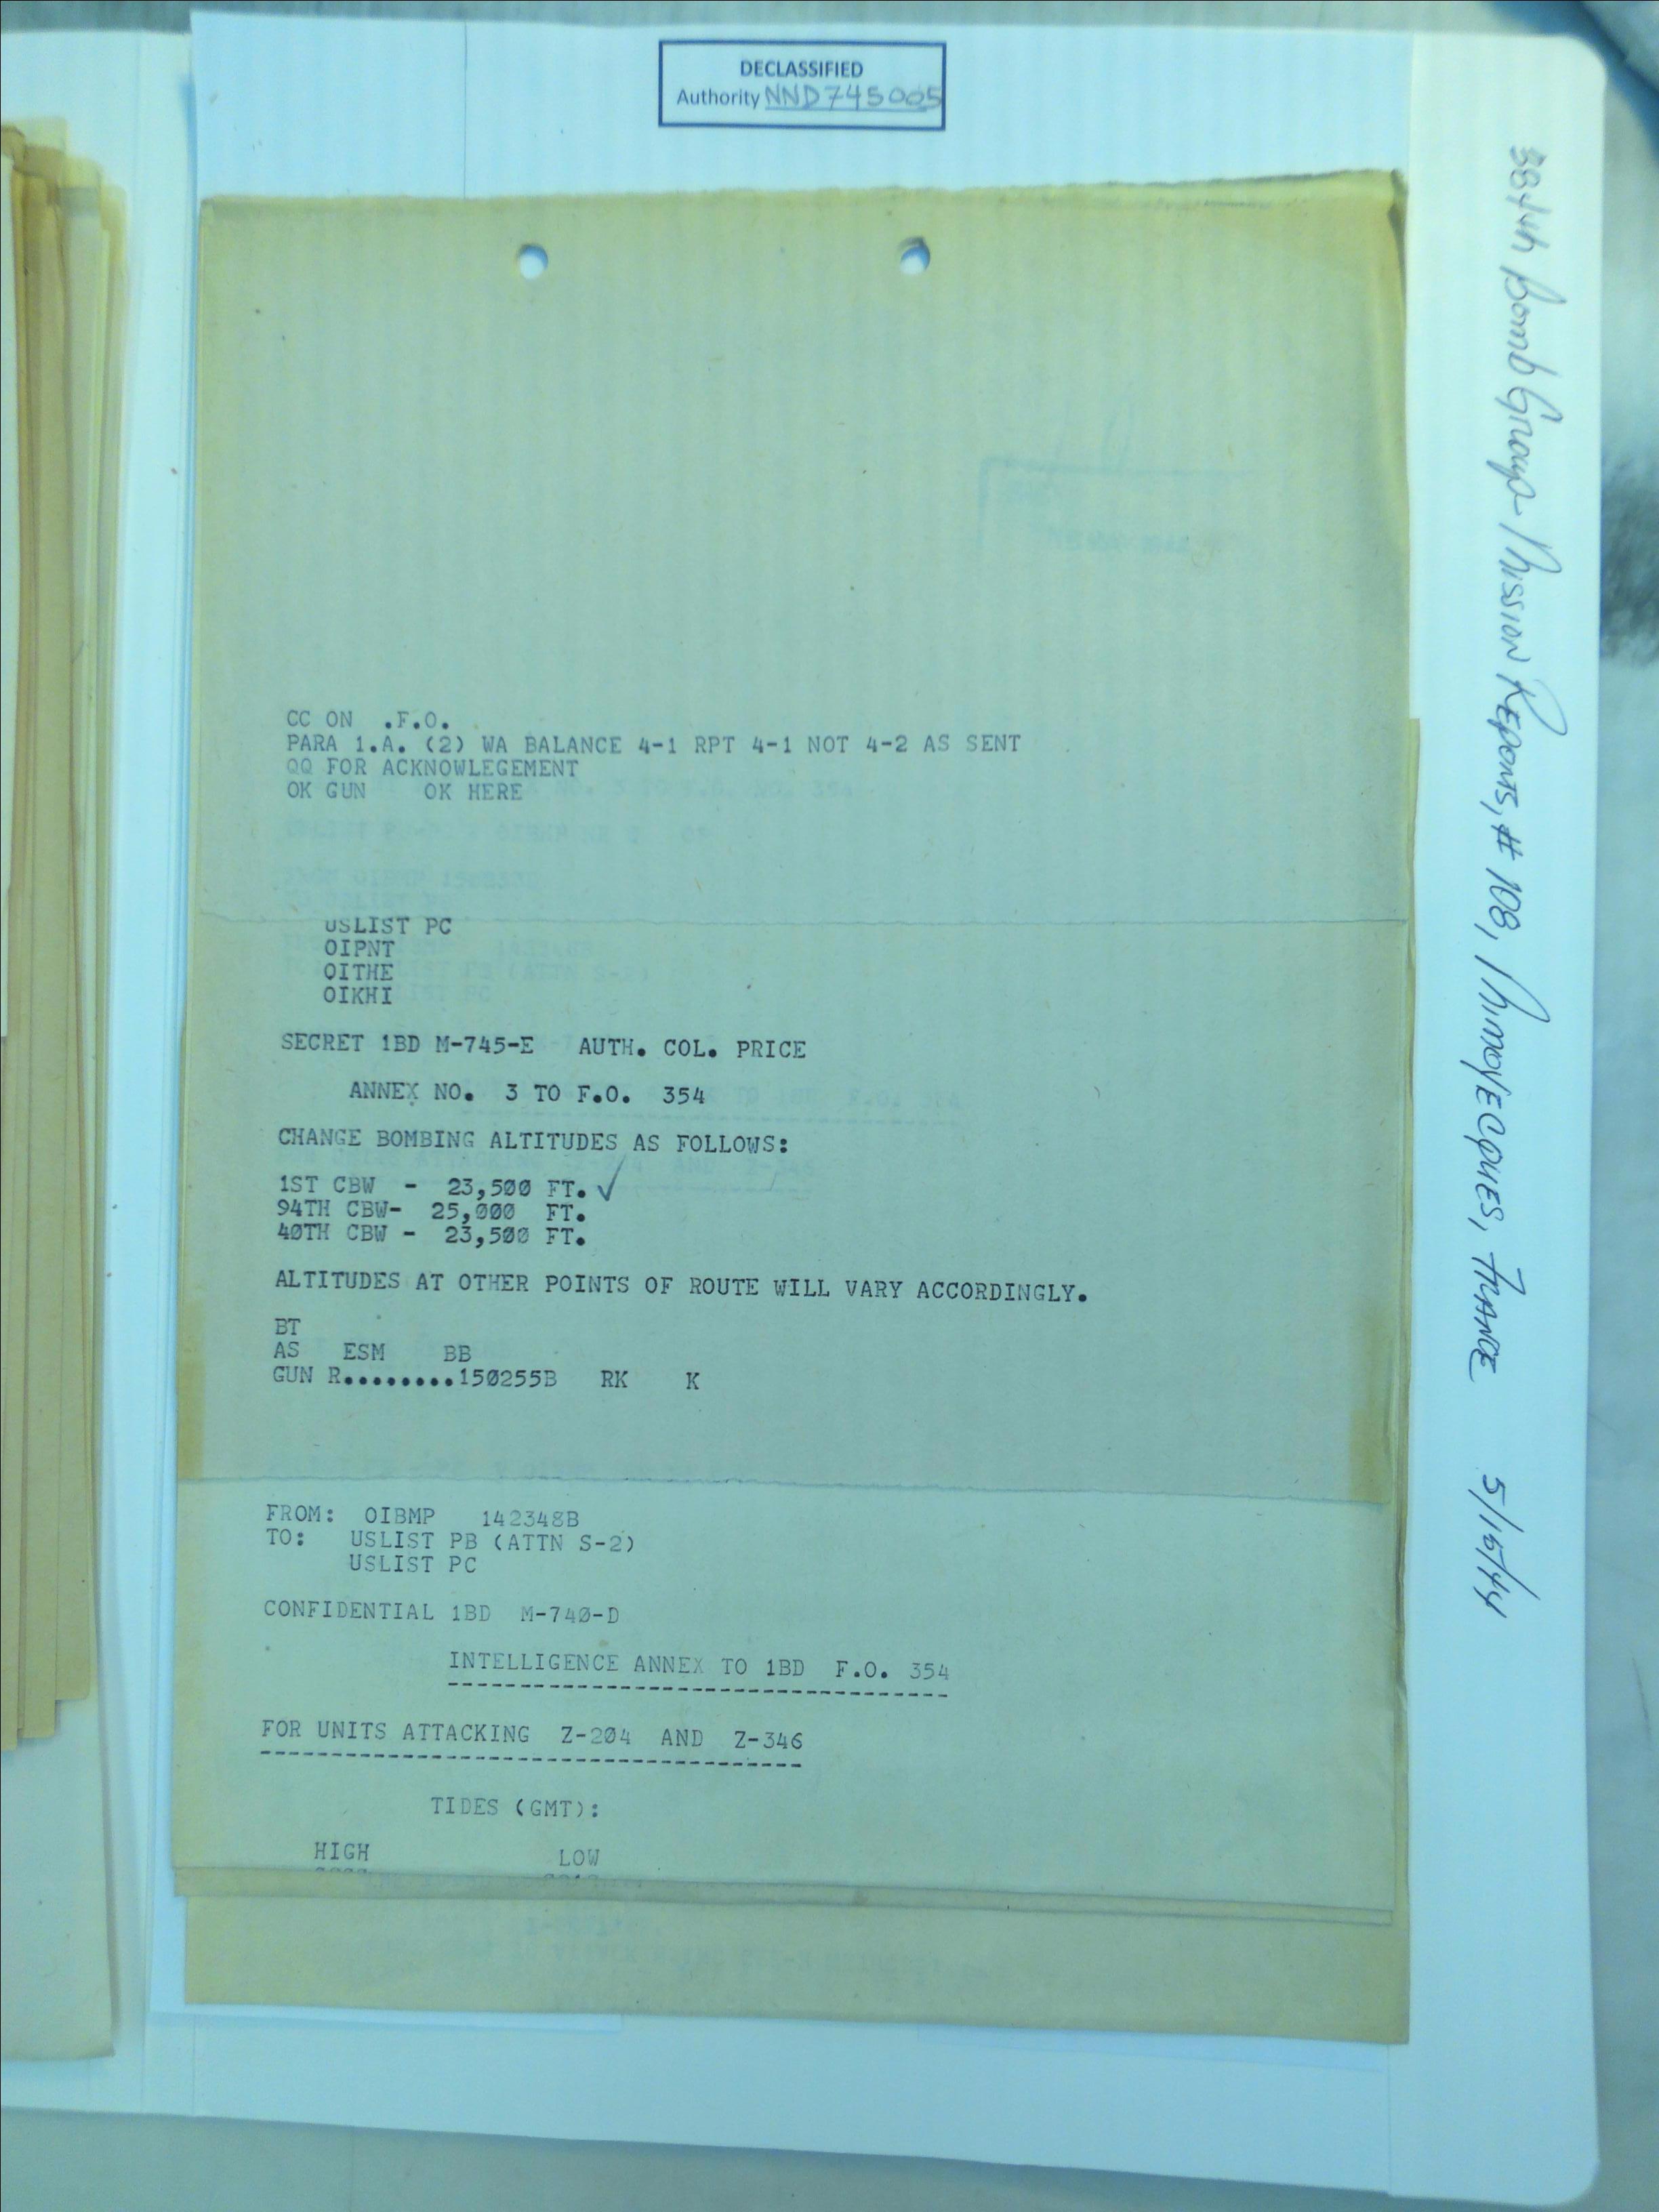 DECLASSIFIED
Authority NND745005
CC ON .F.O.
PARA 1.A. (2) WA BALANCE 4-1 RPT 4-1 NOT 4-2 AS SENT
QQ FOR ACKNOWLEGEMENT
OK GUN OK HERE
USLIST PC
OIPNT
OITHE
OIKHI
SECRET 1BD M-745-E AUTH. COL. PRICE
ANNEX NO. 3 TO F.O. 354
CHANGE BOMBING ALTITUDES AS FOLLOWS:
1ST CBW - 23,500 FT. ✓
94TH CBW- 25,000 FT.
40TH CBW - 23,500 FT.
ALTITUDES AT OTHER POINTS OF ROUTE WILL VARY ACCORDINGLY.
BT
AS ESM BB
GUN R........150255B RK K
FROM: OIBMP 142348B
TO: USLIST PB (ATTN S-2)
USLIST PC
CONFIDENTIAL 1BD M-740-D
INTELLIGENCE ANNEX TO 1BD F.O. 354
FOR UNITS ATTACKING Z-204 AND Z-346
TIDES (GMT):
HIGH LOW
384th Bomb Group Mission Reports, # 108, Mimoyecques, France 5/15/44